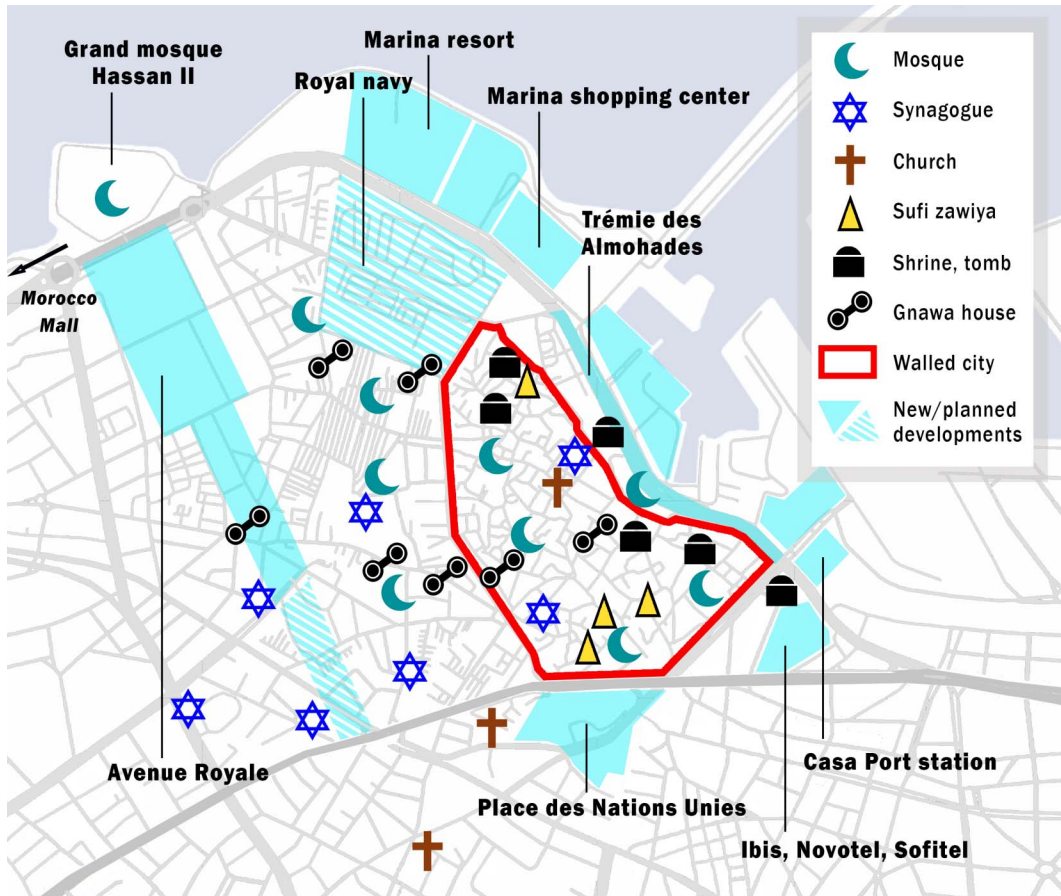 Grand mosque
Hassan II
Marina resort
Royal navy
Marina shopping center
Trémie des
Almohades
Morocco
Mall
Avenue Royale
Place des Nations Unies
Casa Port station
Ibis, Novotel, Sofitel
Mosque
Synagogue
Church
Sufi zawiya
Shrine, tomb
Gnawa house
Walled city
New/planned
developments